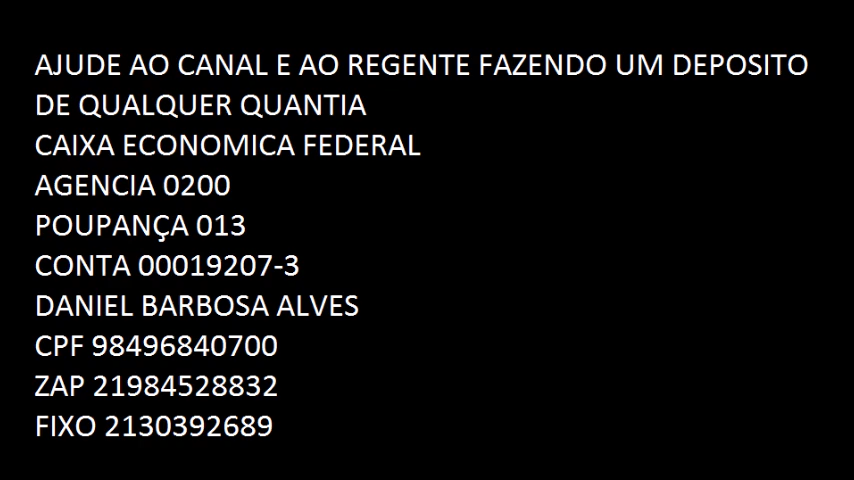 AJUDE AO CANAL E AO REGENTE FAZENDO UM DEPOSITO
DE QUALQUER QUANTIA
CAIXA ECONOMICA FEDERAL
AGENCIA 0200
POUPANÇA 013
CONTA 00019207-3
DANIEL BARBOSA ALVES
CPF 98496840700
ZAP 21984528832
FIXO 2130392689